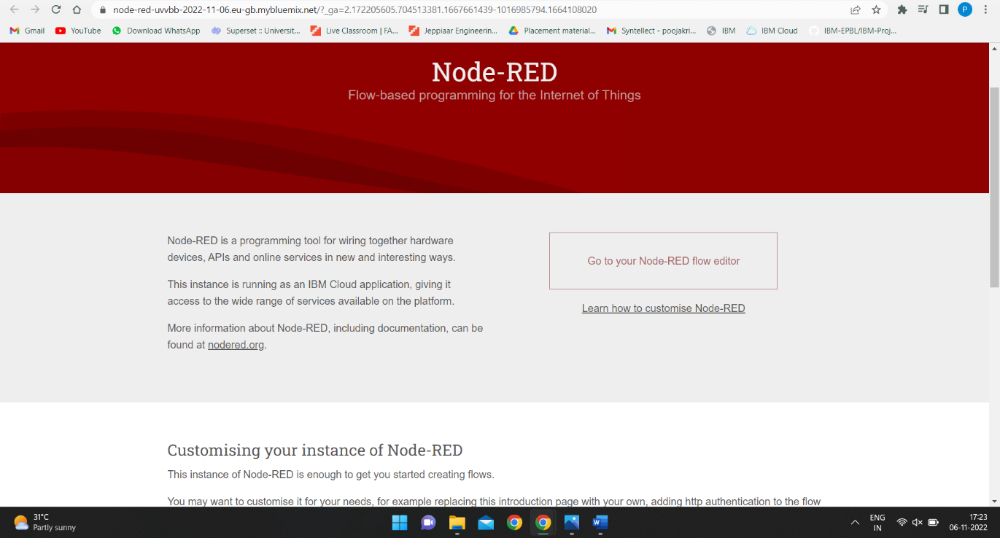 node-red-uvvbb-2022-11-06.eu-gb.mybluemix.net/?_ga=2.172205605.704513381.1667661439-1016985794.1664108020
P
Gmail YouTube Download WhatsApp Superset :: Universit... Live Classroom | FA... Jeppiaar Engineerin... Placement material... Syntellect - poojakri... IBM IBM Cloud IBM-EPBL/IBM-Proj...
Node-RED
Flow-based programming for the Internet of Things
Node-RED is a programming tool for wiring together hardware
devices, APIs and online services in new and interesting ways.
This instance is running as an IBM Cloud application, giving it
access to the wide range of services available on the platform.
More information about Node-RED, including documentation, can be
found at nodered.org.
Go to your Node-RED flow editor
Learn how to customise Node-RED
Customising your instance of Node-RED
This instance of Node-RED is enough to get you started creating flows.
You may want to customise it for your needs, for example replacing this introduction page with your own, adding http authentication to the flow
31°C
Partly sunny
W
ENG
IN
17:23
06-11-2022